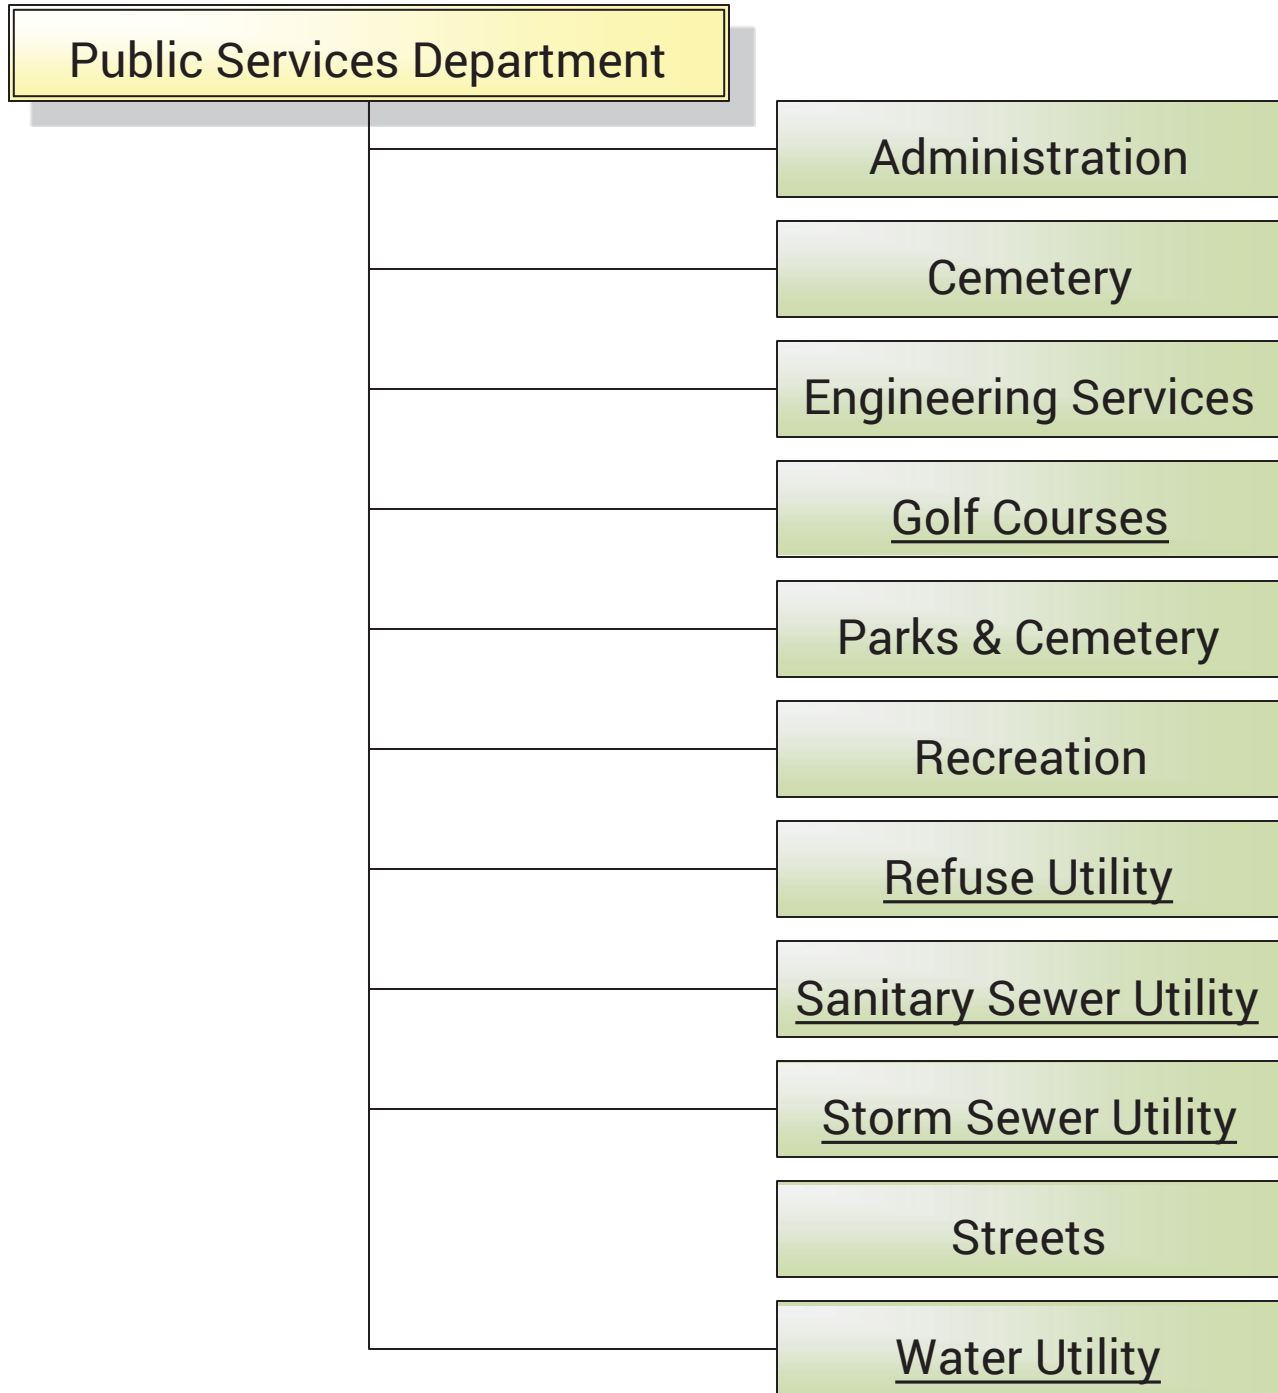 Public Services Department
Administration
Cemetery
Engineering Services
Golf Courses
Parks & Cemetery
Recreation
Refuse Utility
Sanitary Sewer Utility
Storm Sewer Utility
Streets
Water Utility